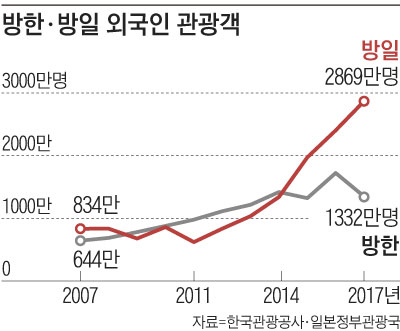 방한·방일 외국인 관광객
방일
2869만명
3000만명
2000만
1000만
834만
644만
1332만명
방한
0
2007
2011
2014
2017년
자료=한국관광공사·일본정부관광국